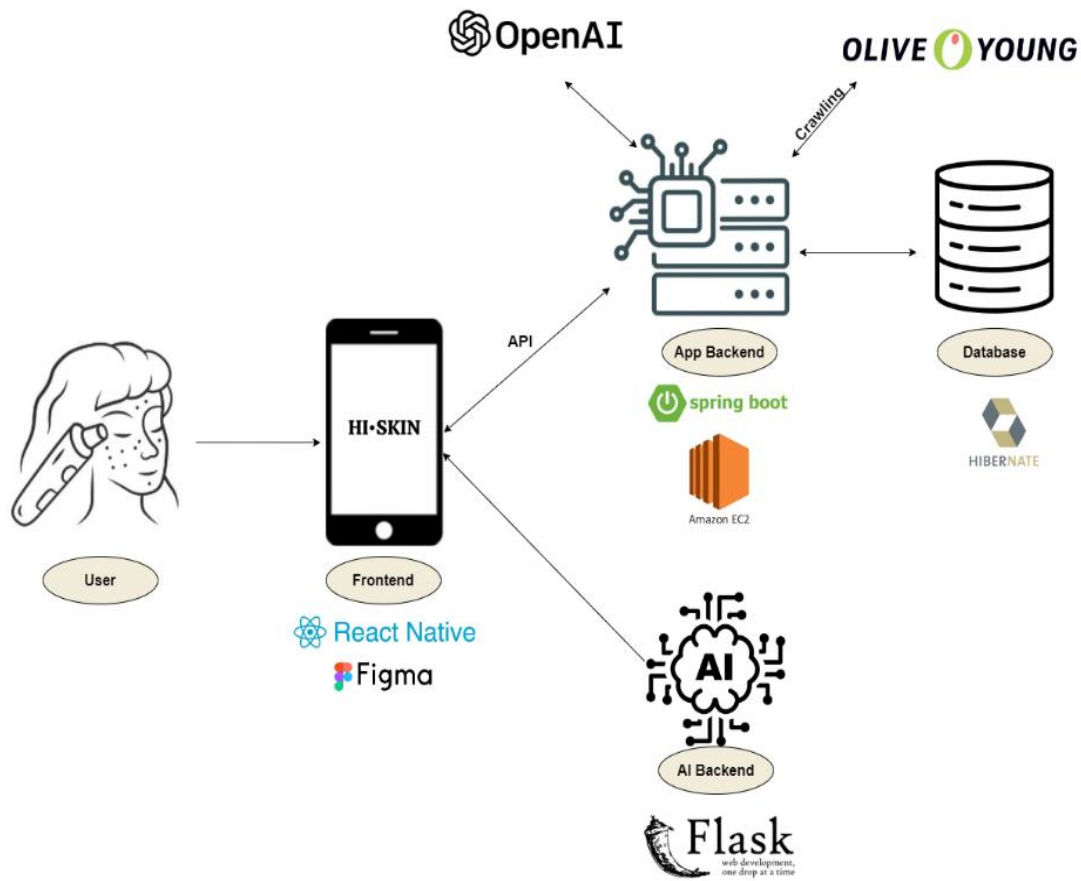 OpenAI
OLIVE YOUNG
Crawling
API
App Backend
Database
spring boot
HIBERNATE
Amazon EC2
HI•SKIN
User
Frontend
React Native
Figma
AI
AI Backend
Flask
web development,
one drop at a time